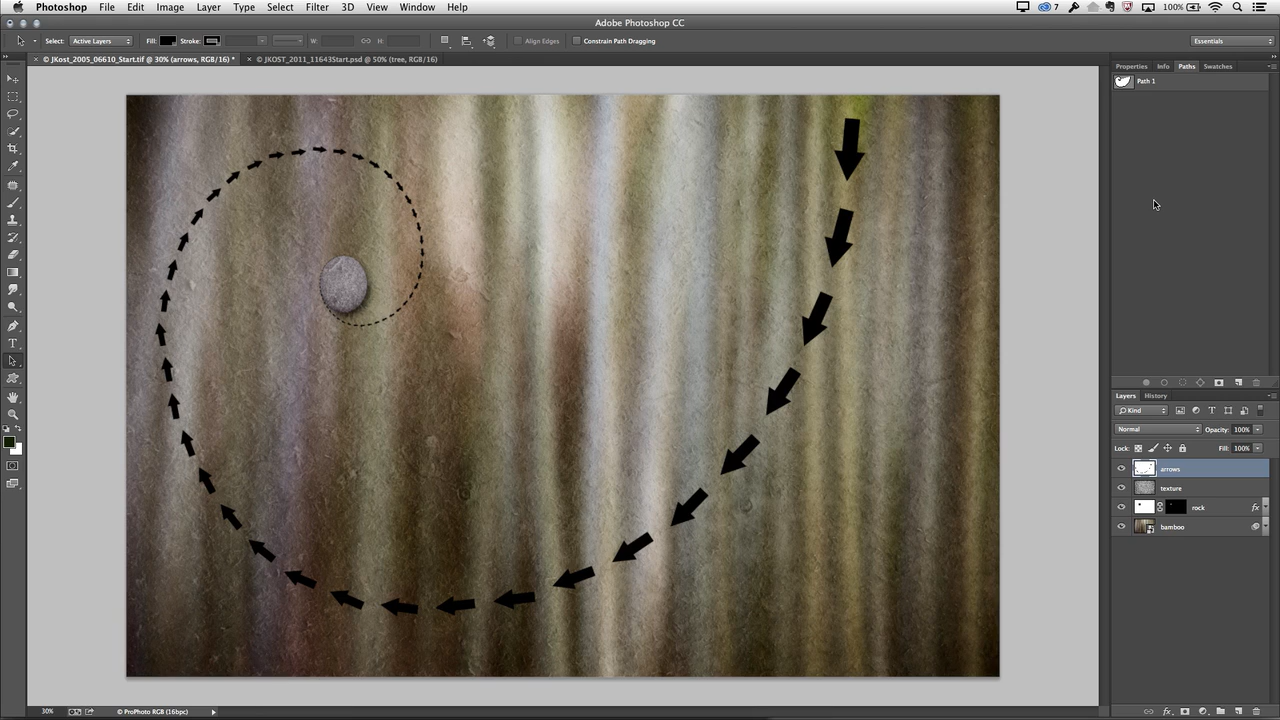 Photoshop File Edit Image Layer Type Select Filter 3D View Window Help 7 100%
Adobe Photoshop CC
Select: Active Layers Fill: Stroke: W: H: Align Edges Constrain Path Dragging Essentials
× © JKost_2005_06610_Start.tif @ 30% (arrows, RGB/16) * × © JKOST_2011_11643Start.psd @ 50% (tree, RGB/16)
Properties Info Paths Swatches
Path 1
Layers History
Kind
Normal Opacity: 100%
Lock: Fill: 100%
arrows
texture
rock fx
bamboo
30% © ProPhoto RGB (16bpc) fx